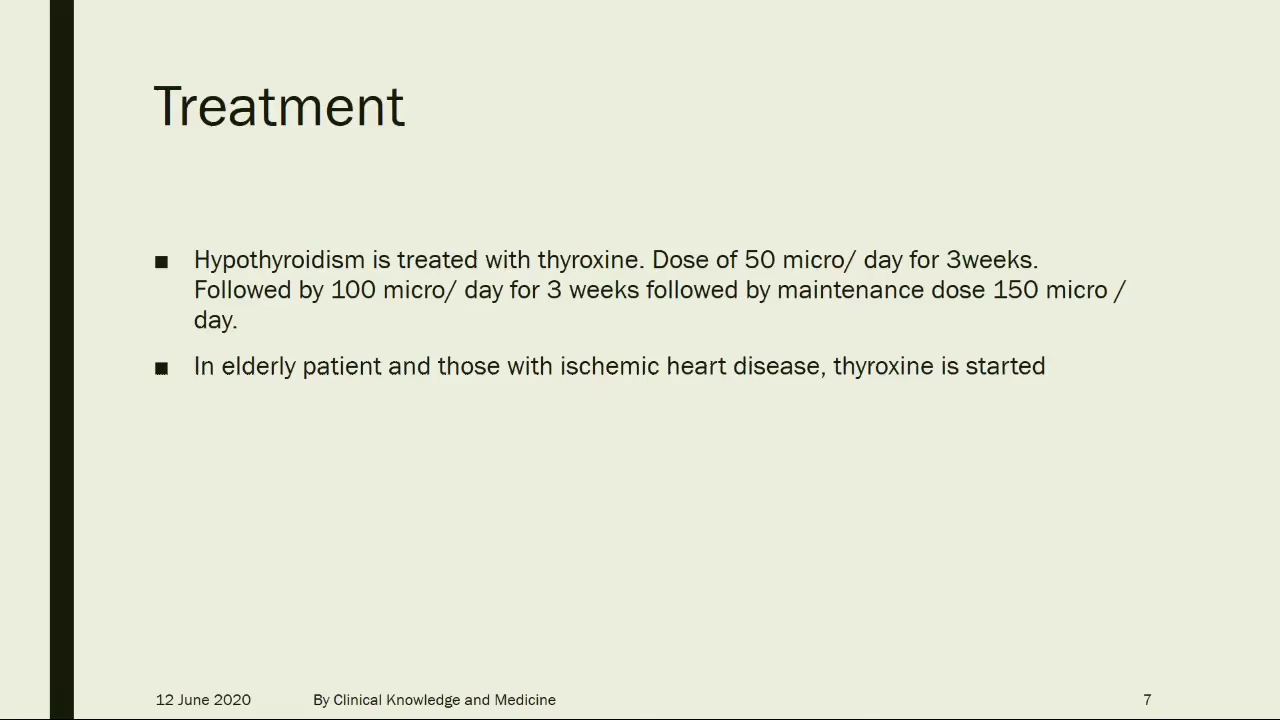 Treatment
■ Hypothyroidism is treated with thyroxine. Dose of 50 micro/ day for 3weeks.
Followed by 100 micro/ day for 3 weeks followed by maintenance dose 150 micro /
day.
■ In elderly patient and those with ischemic heart disease, thyroxine is started
12 June 2020 By Clinical Knowledge and Medicine 7